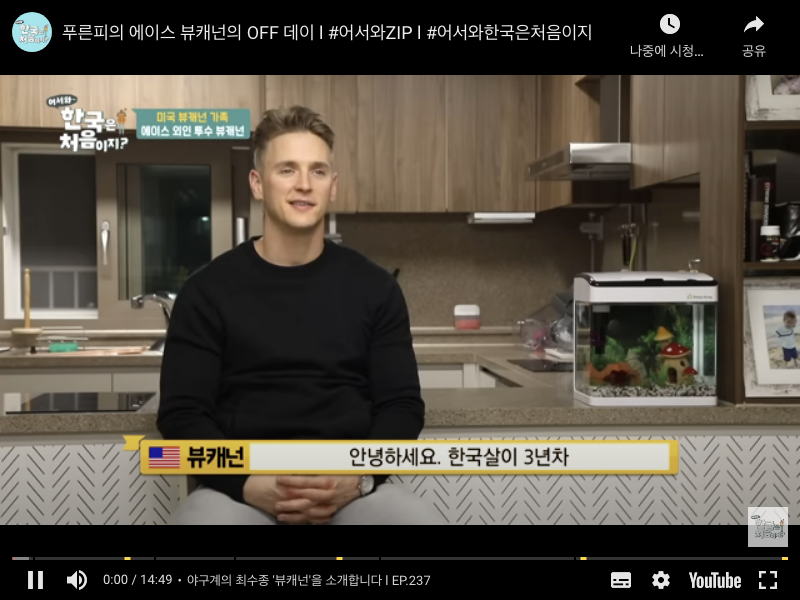 푸른피의 에이스 뷰캐넌의 OFF 데이 l #어서와ZIP l #어서와한국은처음이지
나중에 시청...
공유
어서와~
한국은
처음이지?
미국 뷰캐넌 가족
에이스 외인 투수 뷰캐넌
뷰캐넌
안녕하세요. 한국살이 3년차
0:00 / 14:49 • 야구계의 최수종 '뷰캐넌'을 소개합니다 l EP.237
YouTube